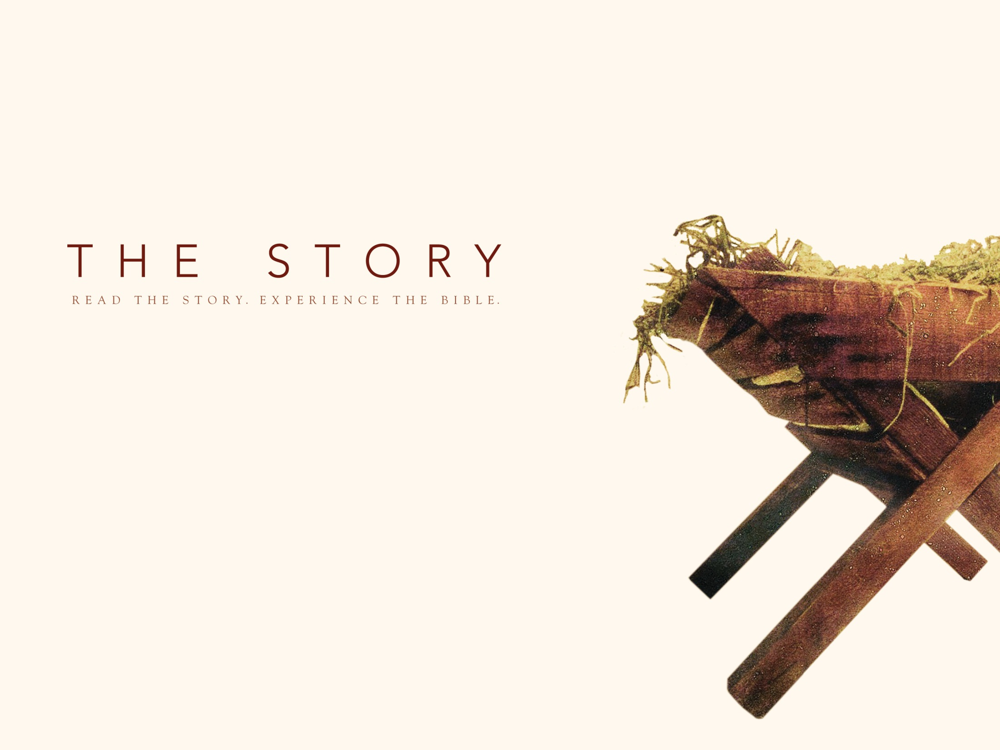 THE STORY
READ THE STORY. EXPERIENCE THE BIBLE.